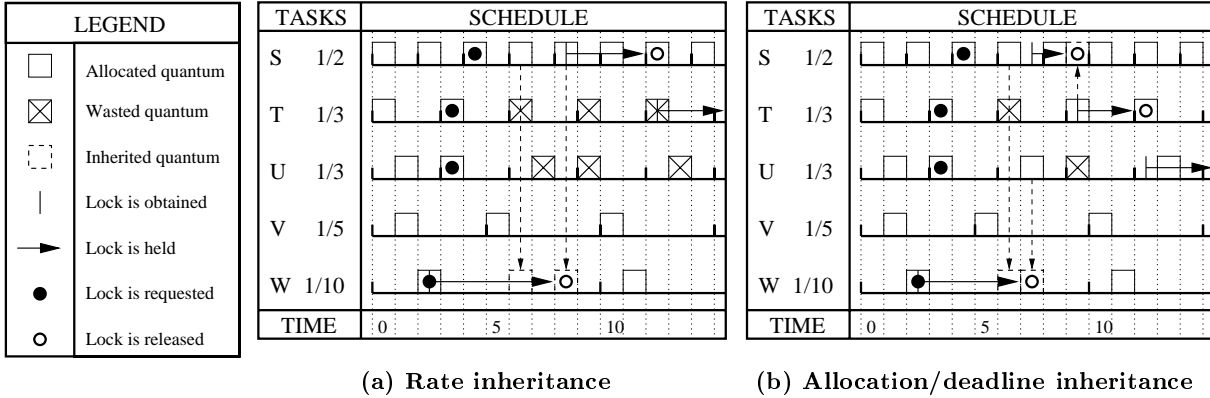 LEGEND
Allocated quantum
Wasted quantum
Inherited quantum
Lock is obtained
Lock is held
Lock is requested
Lock is released
TASKS SCHEDULE
S 1/2
T 1/3
U 1/3
V 1/5
W 1/10
TIME 0 5 10
(a) Rate inheritance
TASKS SCHEDULE
S 1/2
T 1/3
U 1/3
V 1/5
W 1/10
TIME 0 5 10
(b) Allocation/deadline inheritance